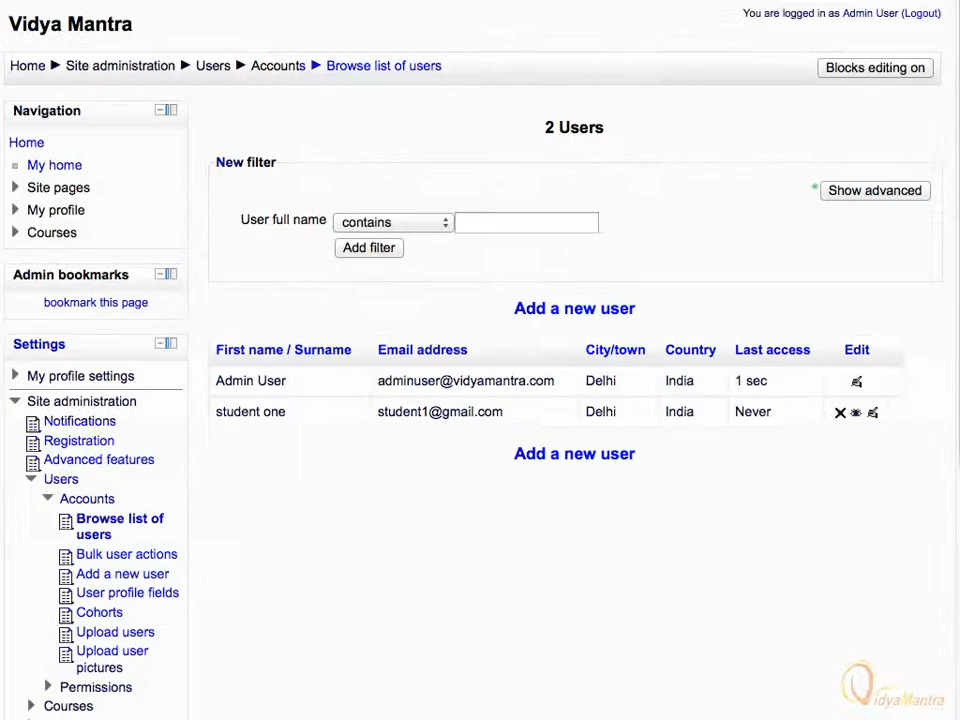 Vidya Mantra
You are logged in as Admin User (Logout)
Home ► Site administration ► Users ► Accounts ► Browse list of users
Blocks editing on
Navigation
Home
My home
Site pages
My profile
Courses
Admin bookmarks
bookmark this page
Settings
My profile settings
Site administration
Notifications
Registration
Advanced features
Users
Accounts
Browse list of
users
Bulk user actions
Add a new user
User profile fields
Cohorts
Upload users
Upload user
pictures
Permissions
Courses
2 Users
New filter
* Show advanced
User full name contains
Add filter
Add a new user
First name / Surname Email address City/town Country Last access Edit
Admin User adminuser@vidyamantra.com Delhi India 1 sec
student one student1@gmail.com Delhi India Never
Add a new user
VidyaMantra